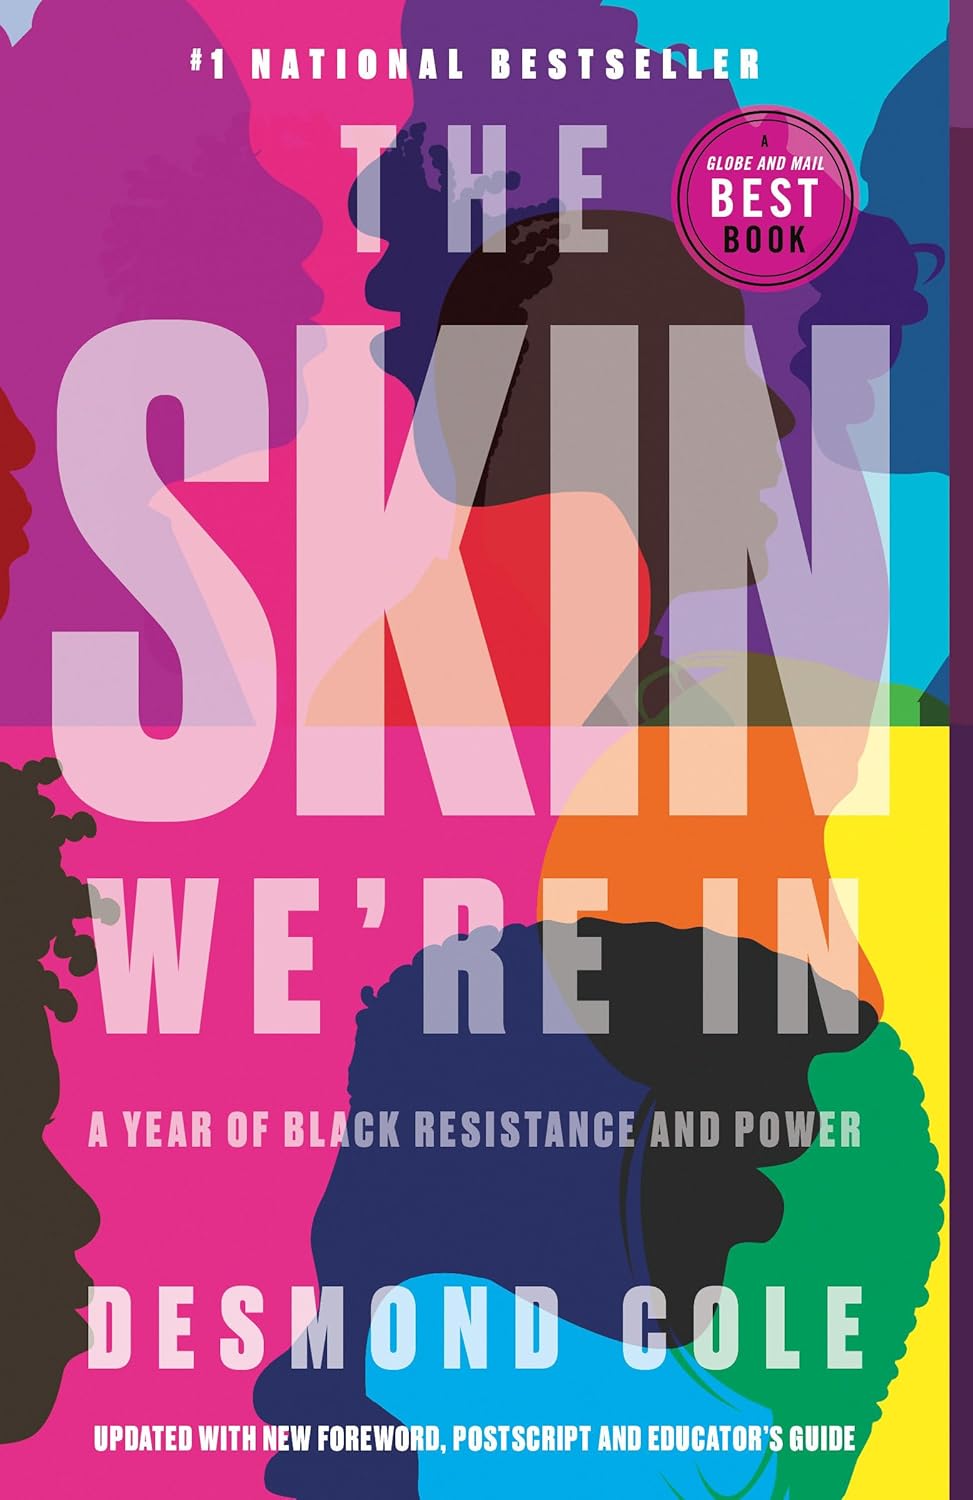 #1 NATIONAL BESTSELLER
THE
A
GLOBE AND MAIL
BEST
BOOK
SKIN
WE'RE IN
A YEAR OF BLACK RESISTANCE AND POWER
DESMOND COLE
UPDATED WITH NEW FOREWORD, POSTSCRIPT AND EDUCATOR'S GUIDE